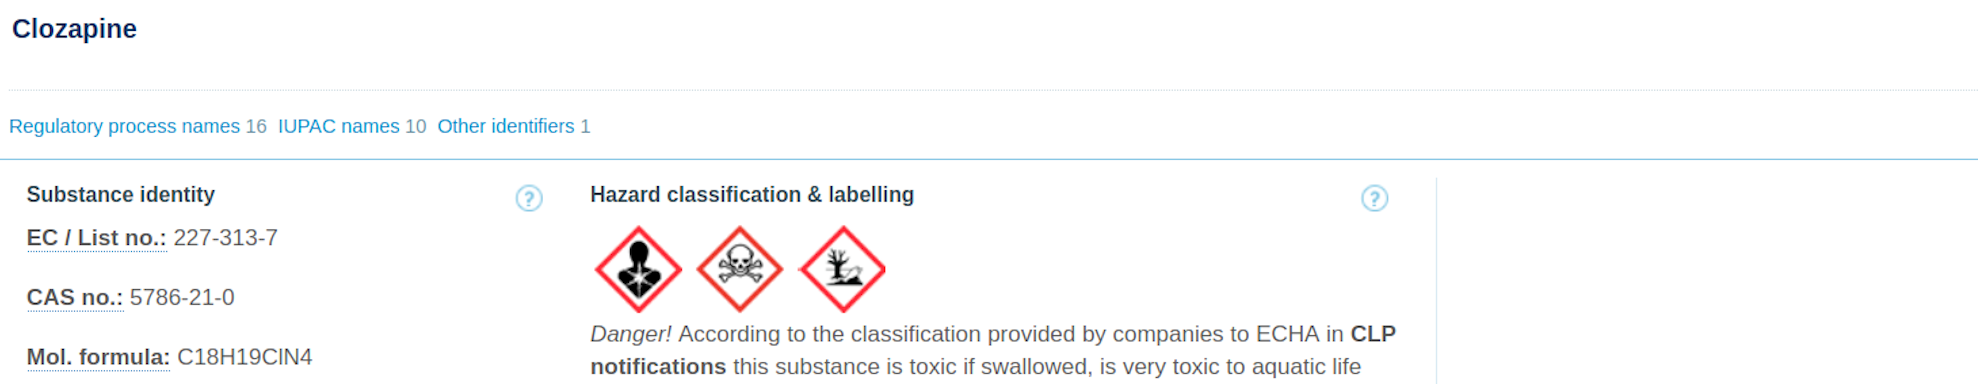 Clozapine
Regulatory process names 16 IUPAC names 10 Other identifiers 1
Substance identity
?
EC / List no.: 227-313-7
CAS no.: 5786-21-0
Mol. formula: C18H19ClN4
Hazard classification & labelling
?
Danger! According to the classification provided by companies to ECHA in CLP
notifications this substance is toxic if swallowed, is very toxic to aquatic life